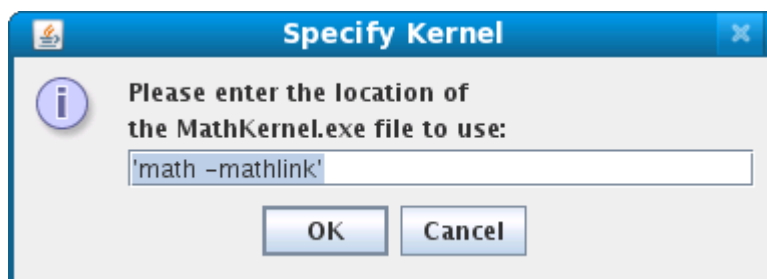 Specify Kernel
Please enter the location of
the MathKernel.exe file to use:
'math -mathlink'
OK
Cancel